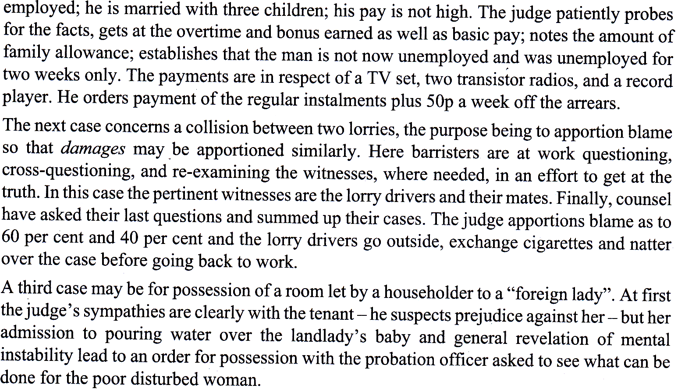 employed; he is married with three children; his pay is not high. The judge patiently probes
for the facts, gets at the overtime and bonus earned as well as basic pay; notes the amount of
family allowance; establishes that the man is not now unemployed and was unemployed for
two weeks only. The payments are in respect of a TV set, two transistor radios, and a record
player. He orders payment of the regular instalments plus 50p a week off the arrears.
The next case concerns a collision between two lorries, the purpose being to apportion blame
so that damages may be apportioned similarly. Here barristers are at work questioning,
cross-questioning, and re-examining the witnesses, where needed, in an effort to get at the
truth. In this case the pertinent witnesses are the lorry drivers and their mates. Finally, counsel
have asked their last questions and summed up their cases. The judge apportions blame as to
60 per cent and 40 per cent and the lorry drivers go outside, exchange cigarettes and natter
over the case before going back to work.
A third case may be for possession of a room let by a householder to a “foreign lady”. At first
the judge’s sympathies are clearly with the tenant – he suspects prejudice against her – but her
admission to pouring water over the landlady’s baby and general revelation of mental
instability lead to an order for possession with the probation officer asked to see what can be
done for the poor disturbed woman.